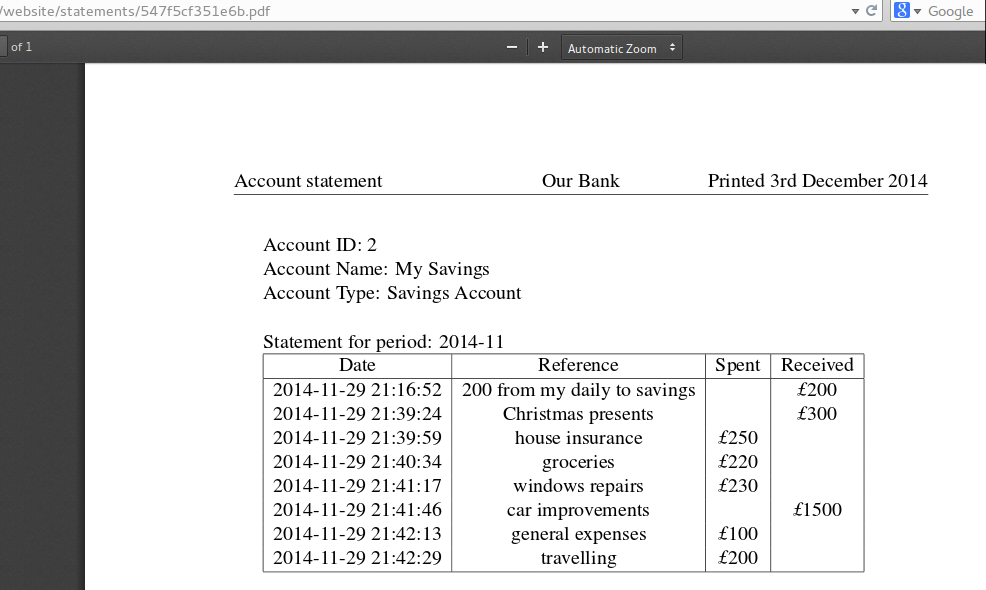 /website/statements/547f5cf351e6b.pdf Google
of 1 Automatic Zoom
Account statement Our Bank Printed 3rd December 2014
Account ID: 2
Account Name: My Savings
Account Type: Savings Account
Statement for period: 2014-11
Date Reference Spent Received
2014-11-29 21:16:52 200 from my daily to savings £200
2014-11-29 21:39:24 Christmas presents £300
2014-11-29 21:39:59 house insurance £250
2014-11-29 21:40:34 groceries £220
2014-11-29 21:41:17 windows repairs £230
2014-11-29 21:41:46 car improvements £1500
2014-11-29 21:42:13 general expenses £100
2014-11-29 21:42:29 travelling £200